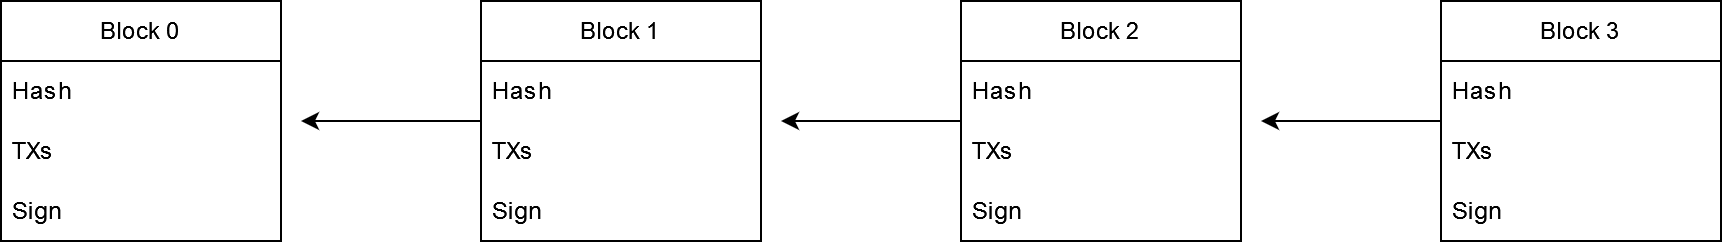 Block 0
Hash
TXs
Sign
Block 1
Hash
TXs
Sign
Block 2
Hash
TXs
Sign
Block 3
Hash
TXs
Sign